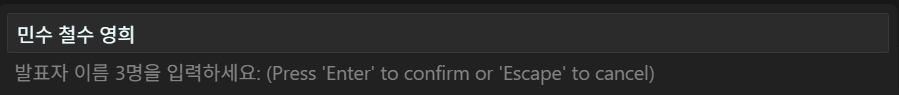 민수 철수 영희
발표자 이름 3명을 입력하세요: (Press 'Enter' to confirm or 'Escape' to cancel)